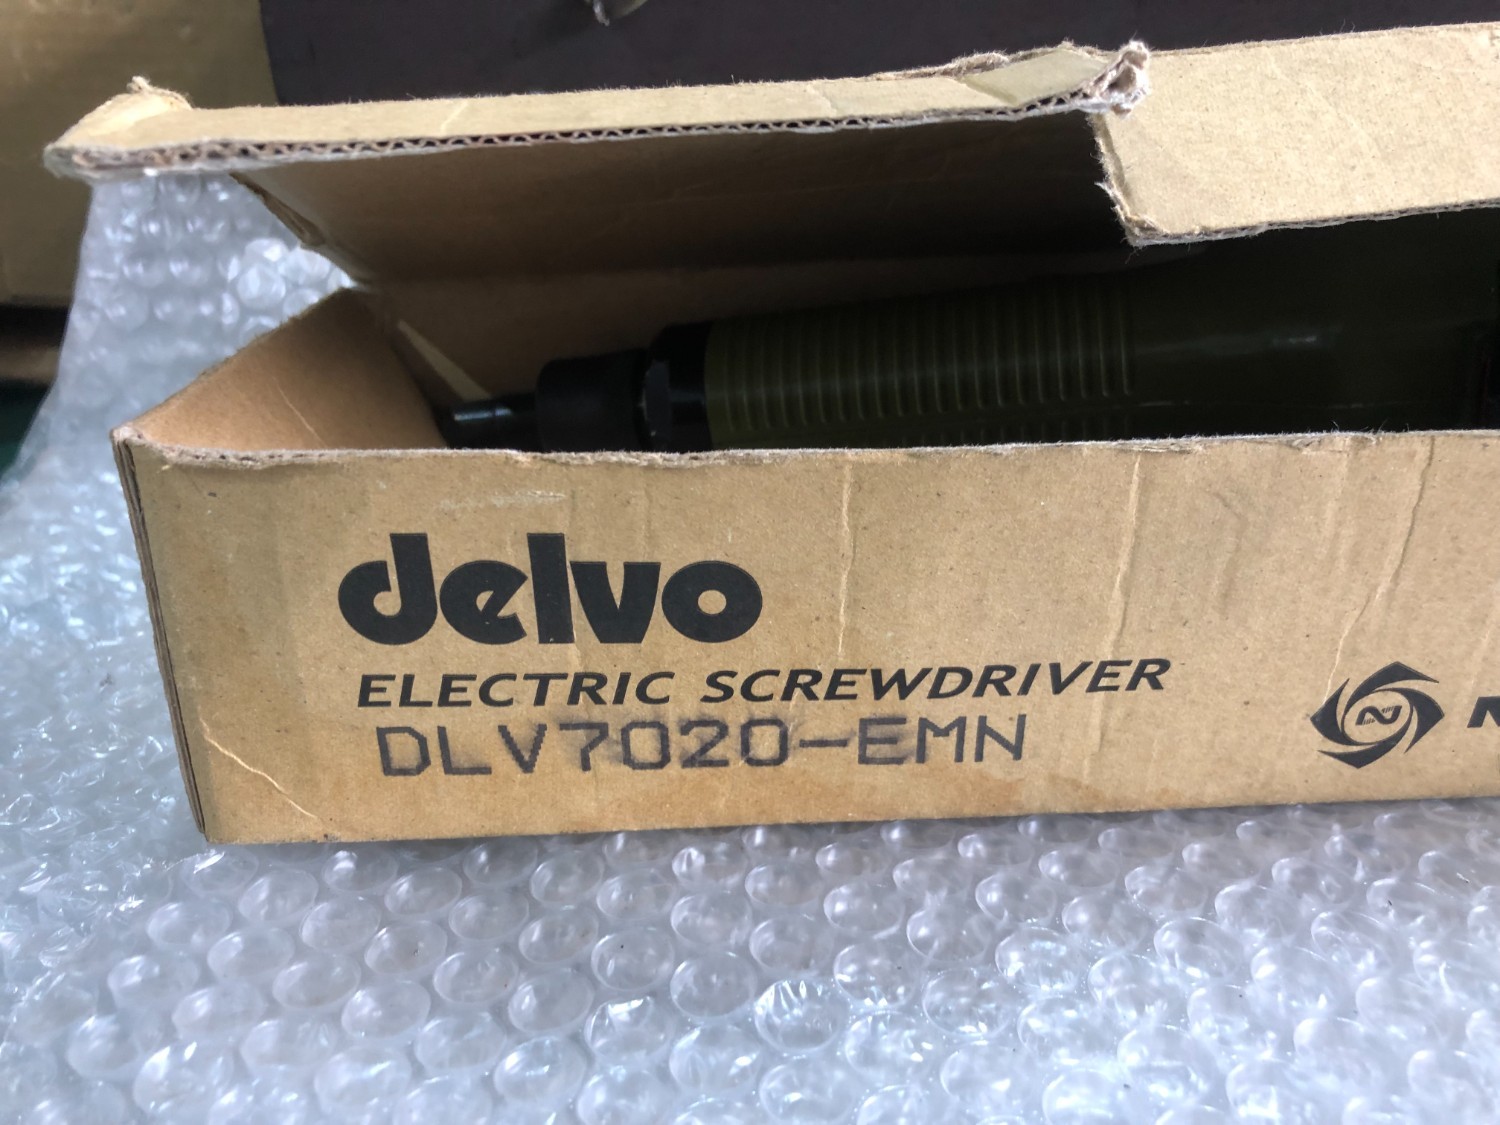 delvo
ELECTRIC SCREWDRIVER
DLV7020-EMN